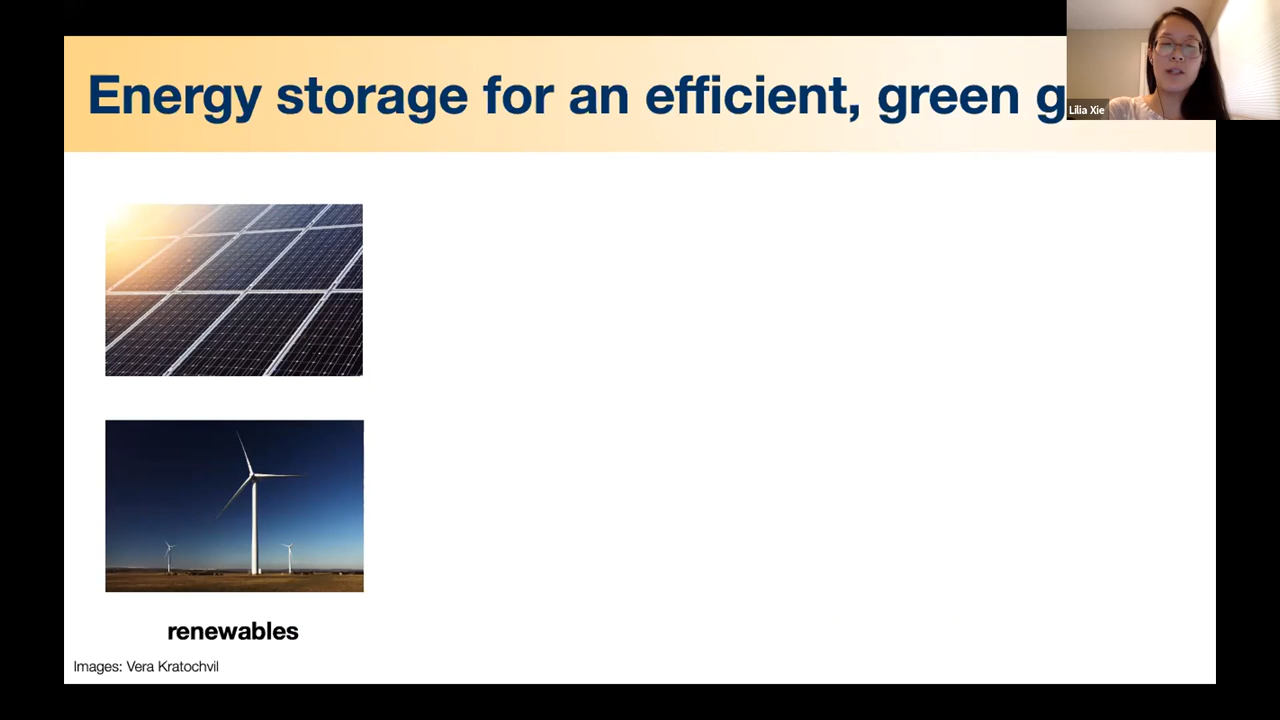 Energy storage for an efficient, green
Lilia Xie
renewables
Images: Vera Kratochvil